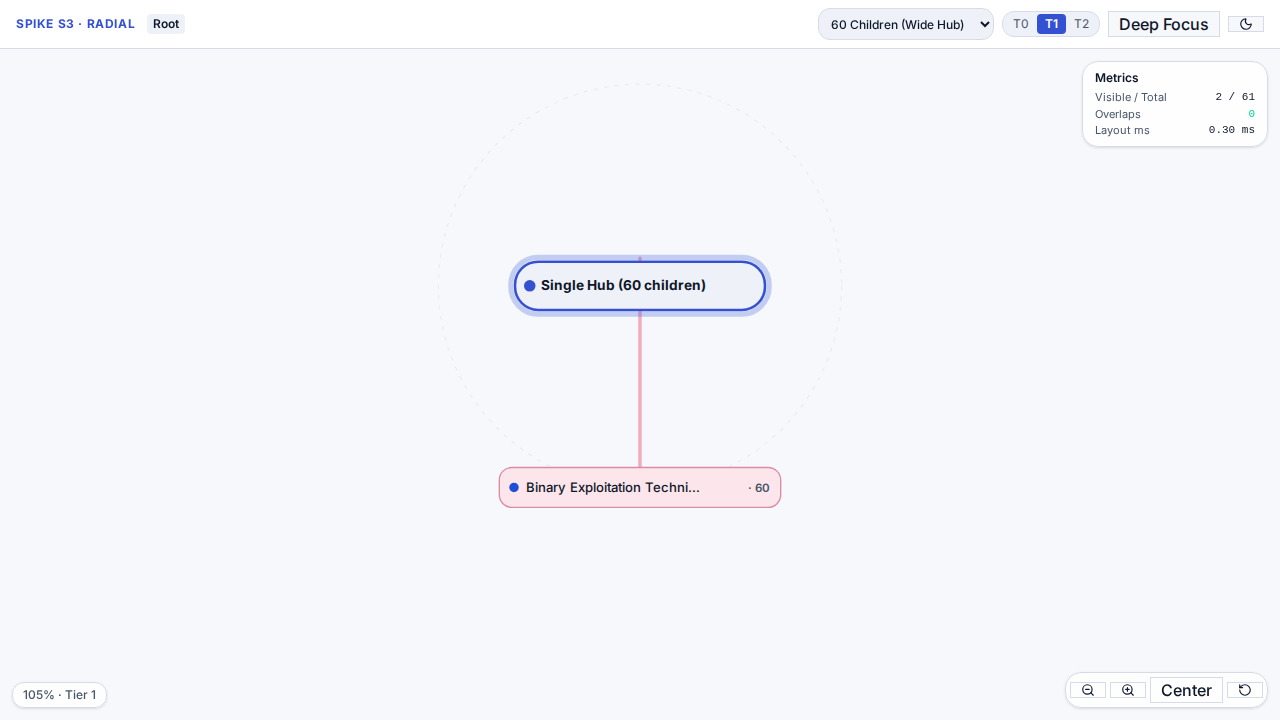 SPIKE S3 · RADIAL Root
60 Children (Wide Hub) T0 T1 T2 Deep Focus
Metrics
Visible / Total 2 / 61
Overlaps 0
Layout ms 0.30 ms
Single Hub (60 children)
Binary Exploitation Techni... · 60
105% · Tier 1
Center